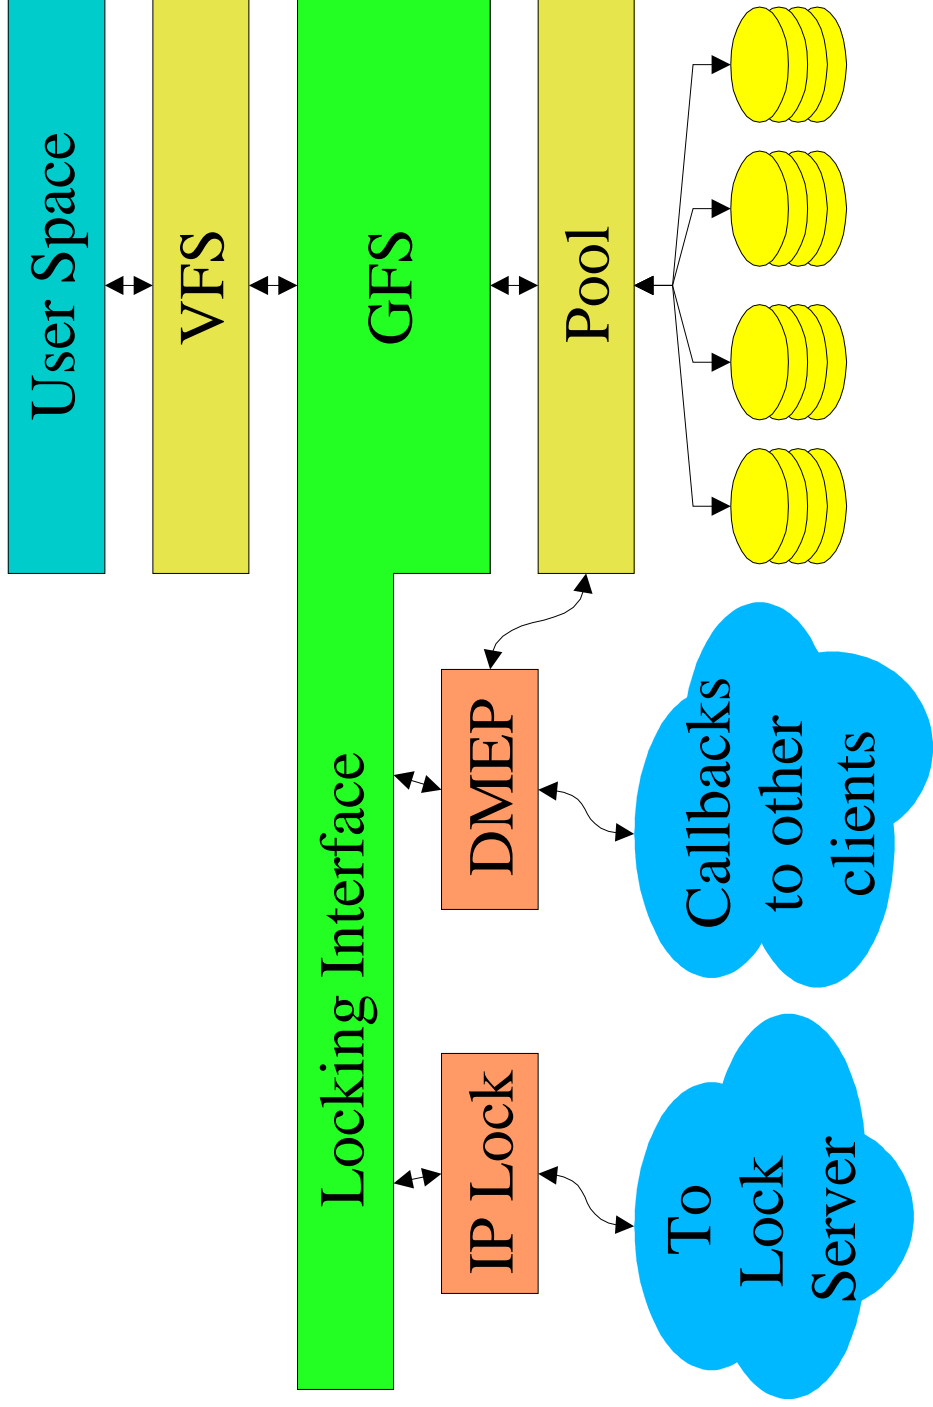 User Space
VFS
GFS
Locking Interface
Pool
DMEP
IP Lock
Callbacks
to other
clients
To
Lock
Server